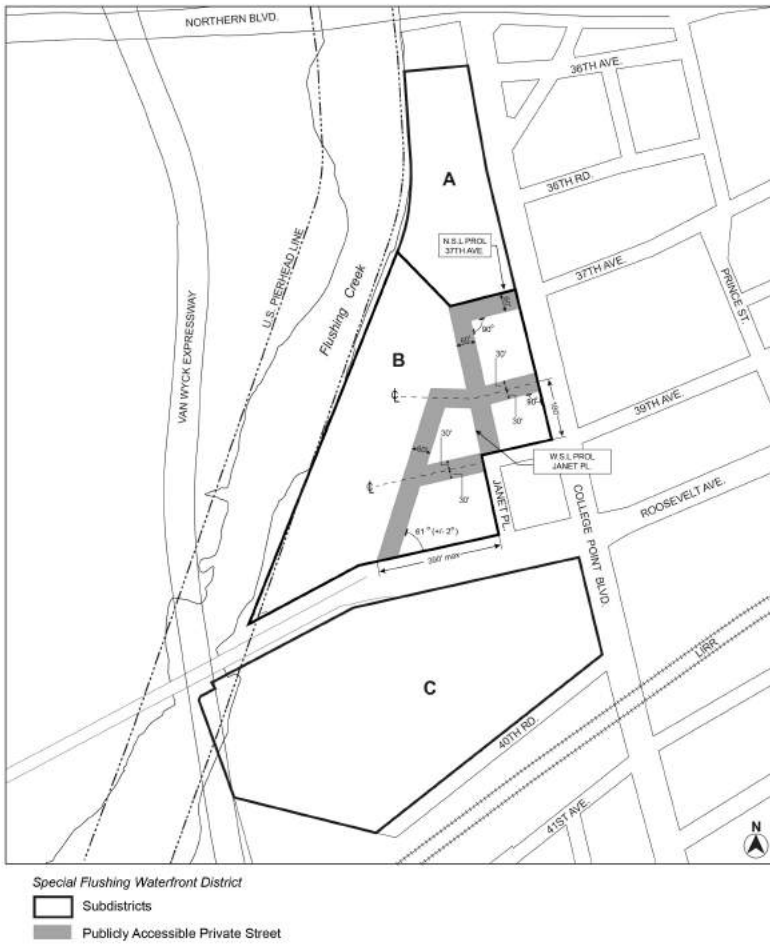 NORTHERN BLVD.
36TH AVE.
A
36TH RD.
U.S. PIERHEAD LINE
Flushing Creek
N.S.L PROL
37TH AVE.
37TH AVE.
PRINCE ST.
VAN WYCK EXPRESSWAY
60'
90°
60'
B
30'
30'
90°
180'
39TH AVE.
30'
60'
W.S.L PROL
JANET PL.
30'
JANET PL.
COLLEGE POINT BLVD.
ROOSEVELT AVE.
61° (+/- 2°)
390' max
LIRR
C
40TH RD.
41ST AVE.
N
Special Flushing Waterfront District
Subdistricts
Publicly Accessible Private Street